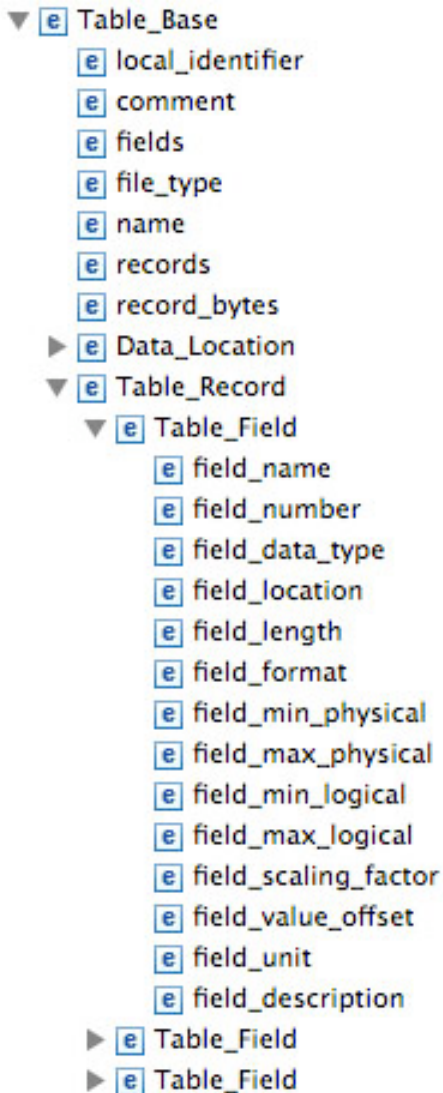 e Table_Base
e local_identifier
e comment
e fields
e file_type
e name
e records
e record_bytes
e Data_Location
e Table_Record
e Table_Field
e field_name
e field_number
e field_data_type
e field_location
e field_length
e field_format
e field_min_physical
e field_max_physical
e field_min_logical
e field_max_logical
e field_scaling_factor
e field_value_offset
e field_unit
e field_description
e Table_Field
e Table_Field